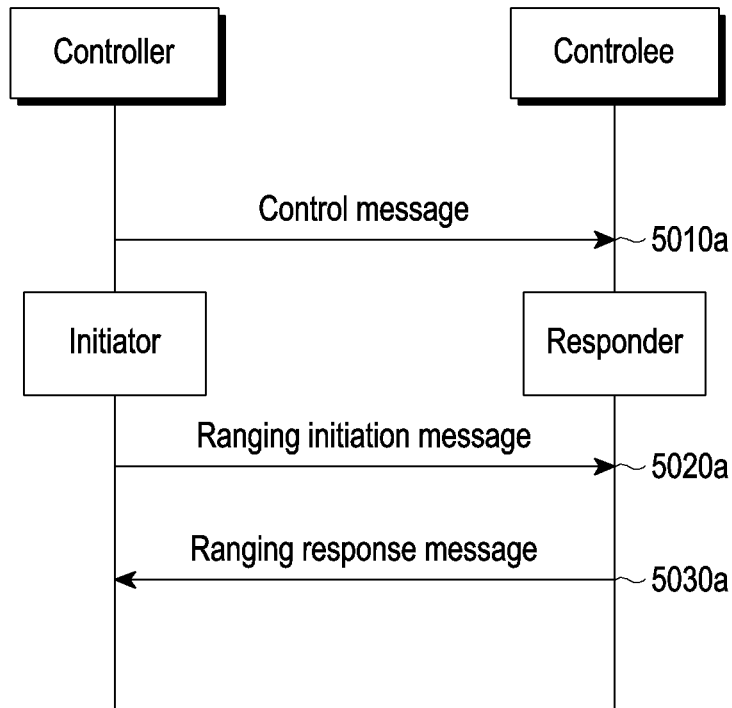 Controller
Controlee
Control message
5010a
Initiator
Responder
Ranging initiation message
5020a
Ranging response message
5030a